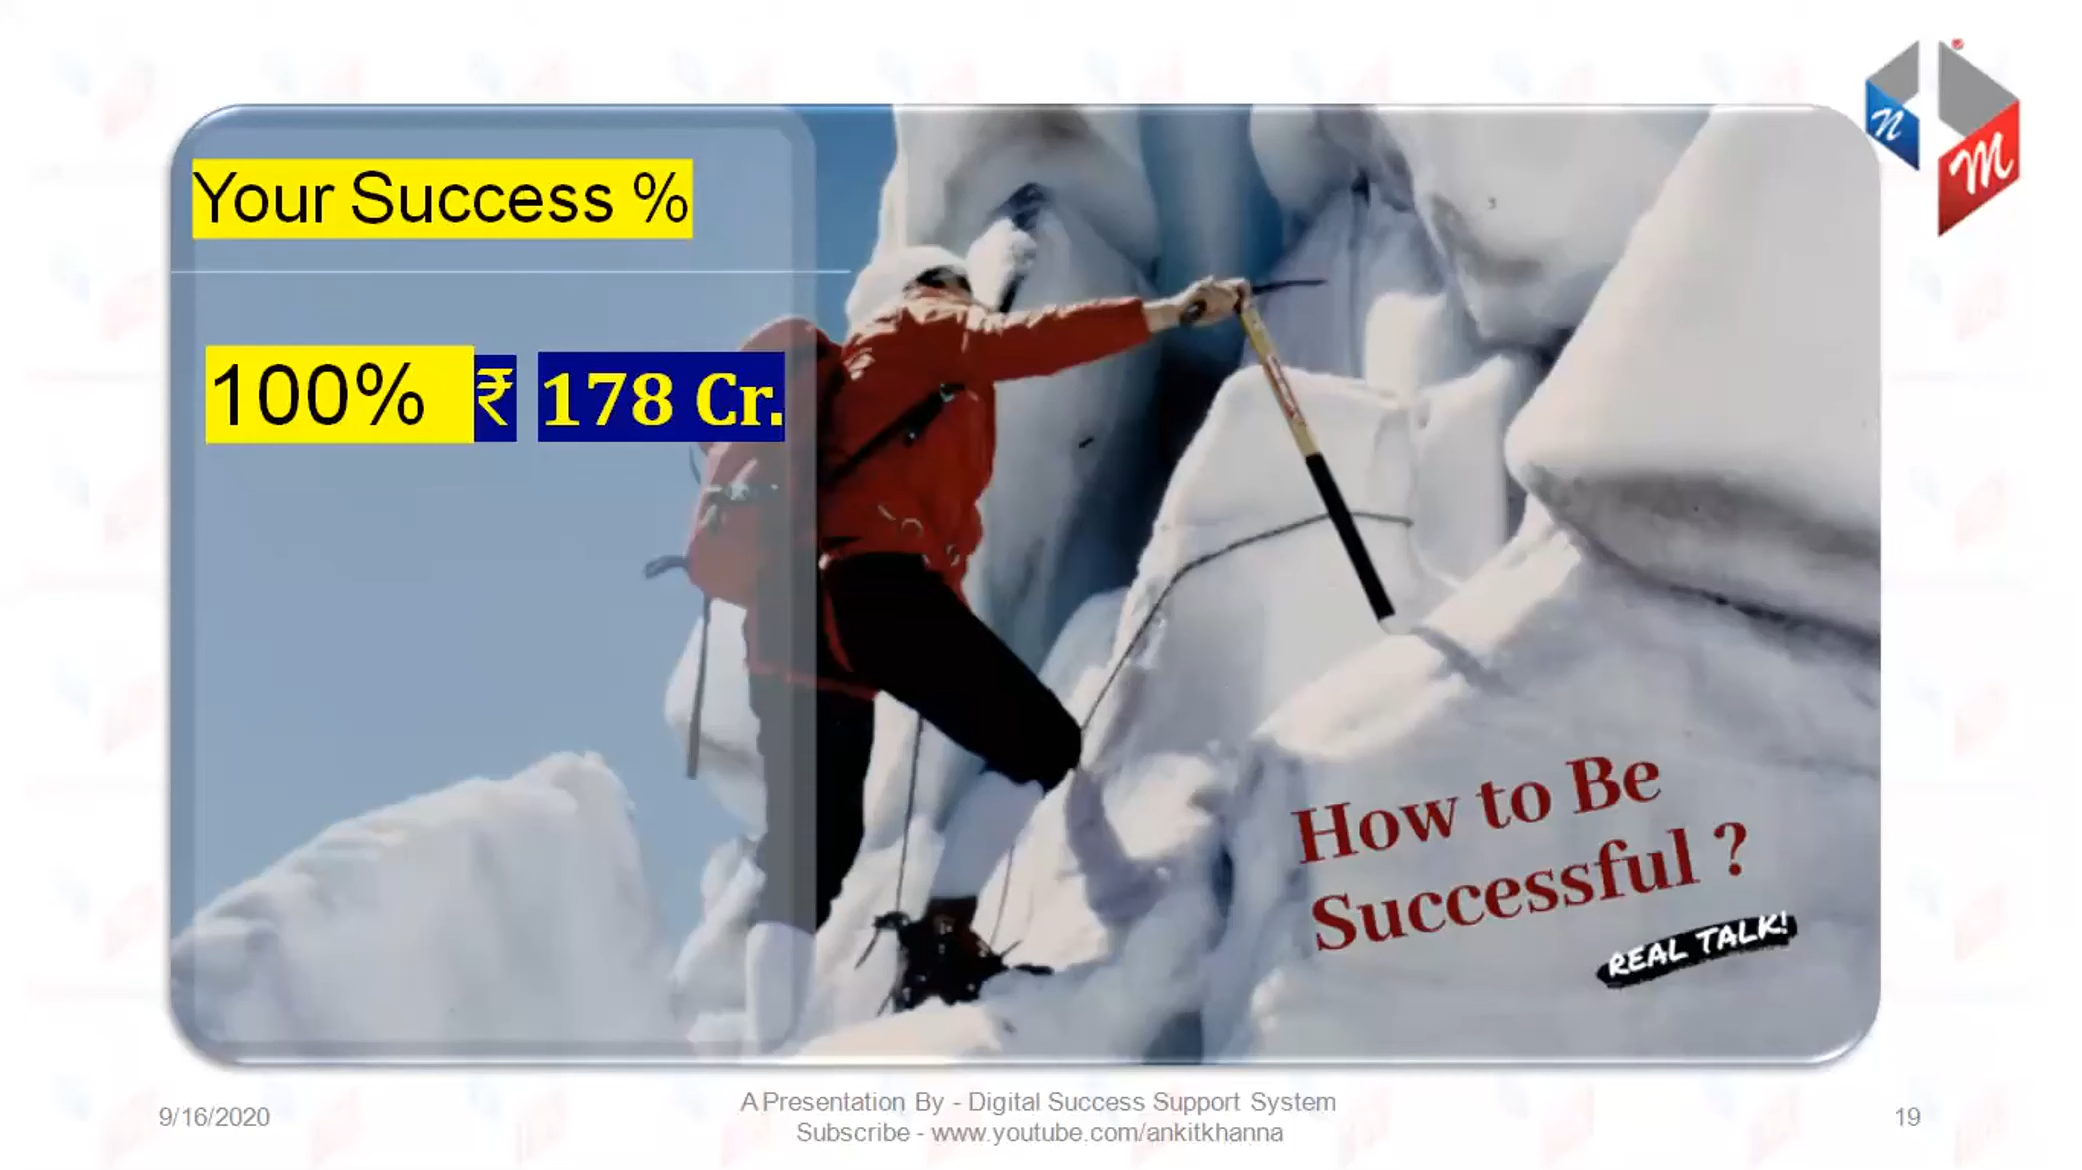 Your Success %
100% ₹ 178 Cr.
How to Be
Successful ?
REAL TALK!
n
m
®
9/16/2020
A Presentation By - Digital Success Support System
Subscribe - www.youtube.com/ankitkhanna
19